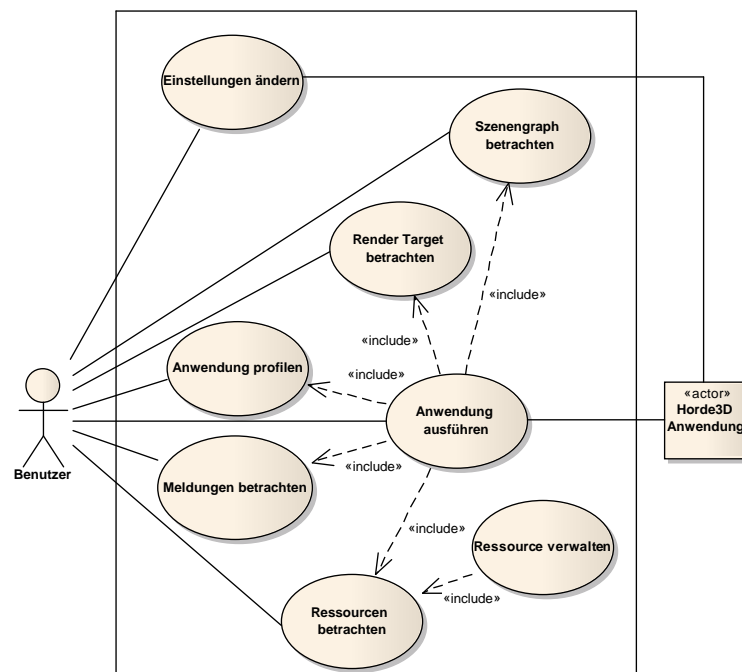 Einstellungen ändern
Szenengraph
betrachten
Render Target
betrachten
«include»
«include»
Anwendung profilen
«include»
Anwendung
ausführen
«actor»
Horde3D
Anwendung
Benutzer
Meldungen betrachten
«include»
«include»
Ressource verwalten
«include»
Ressourcen
betrachten